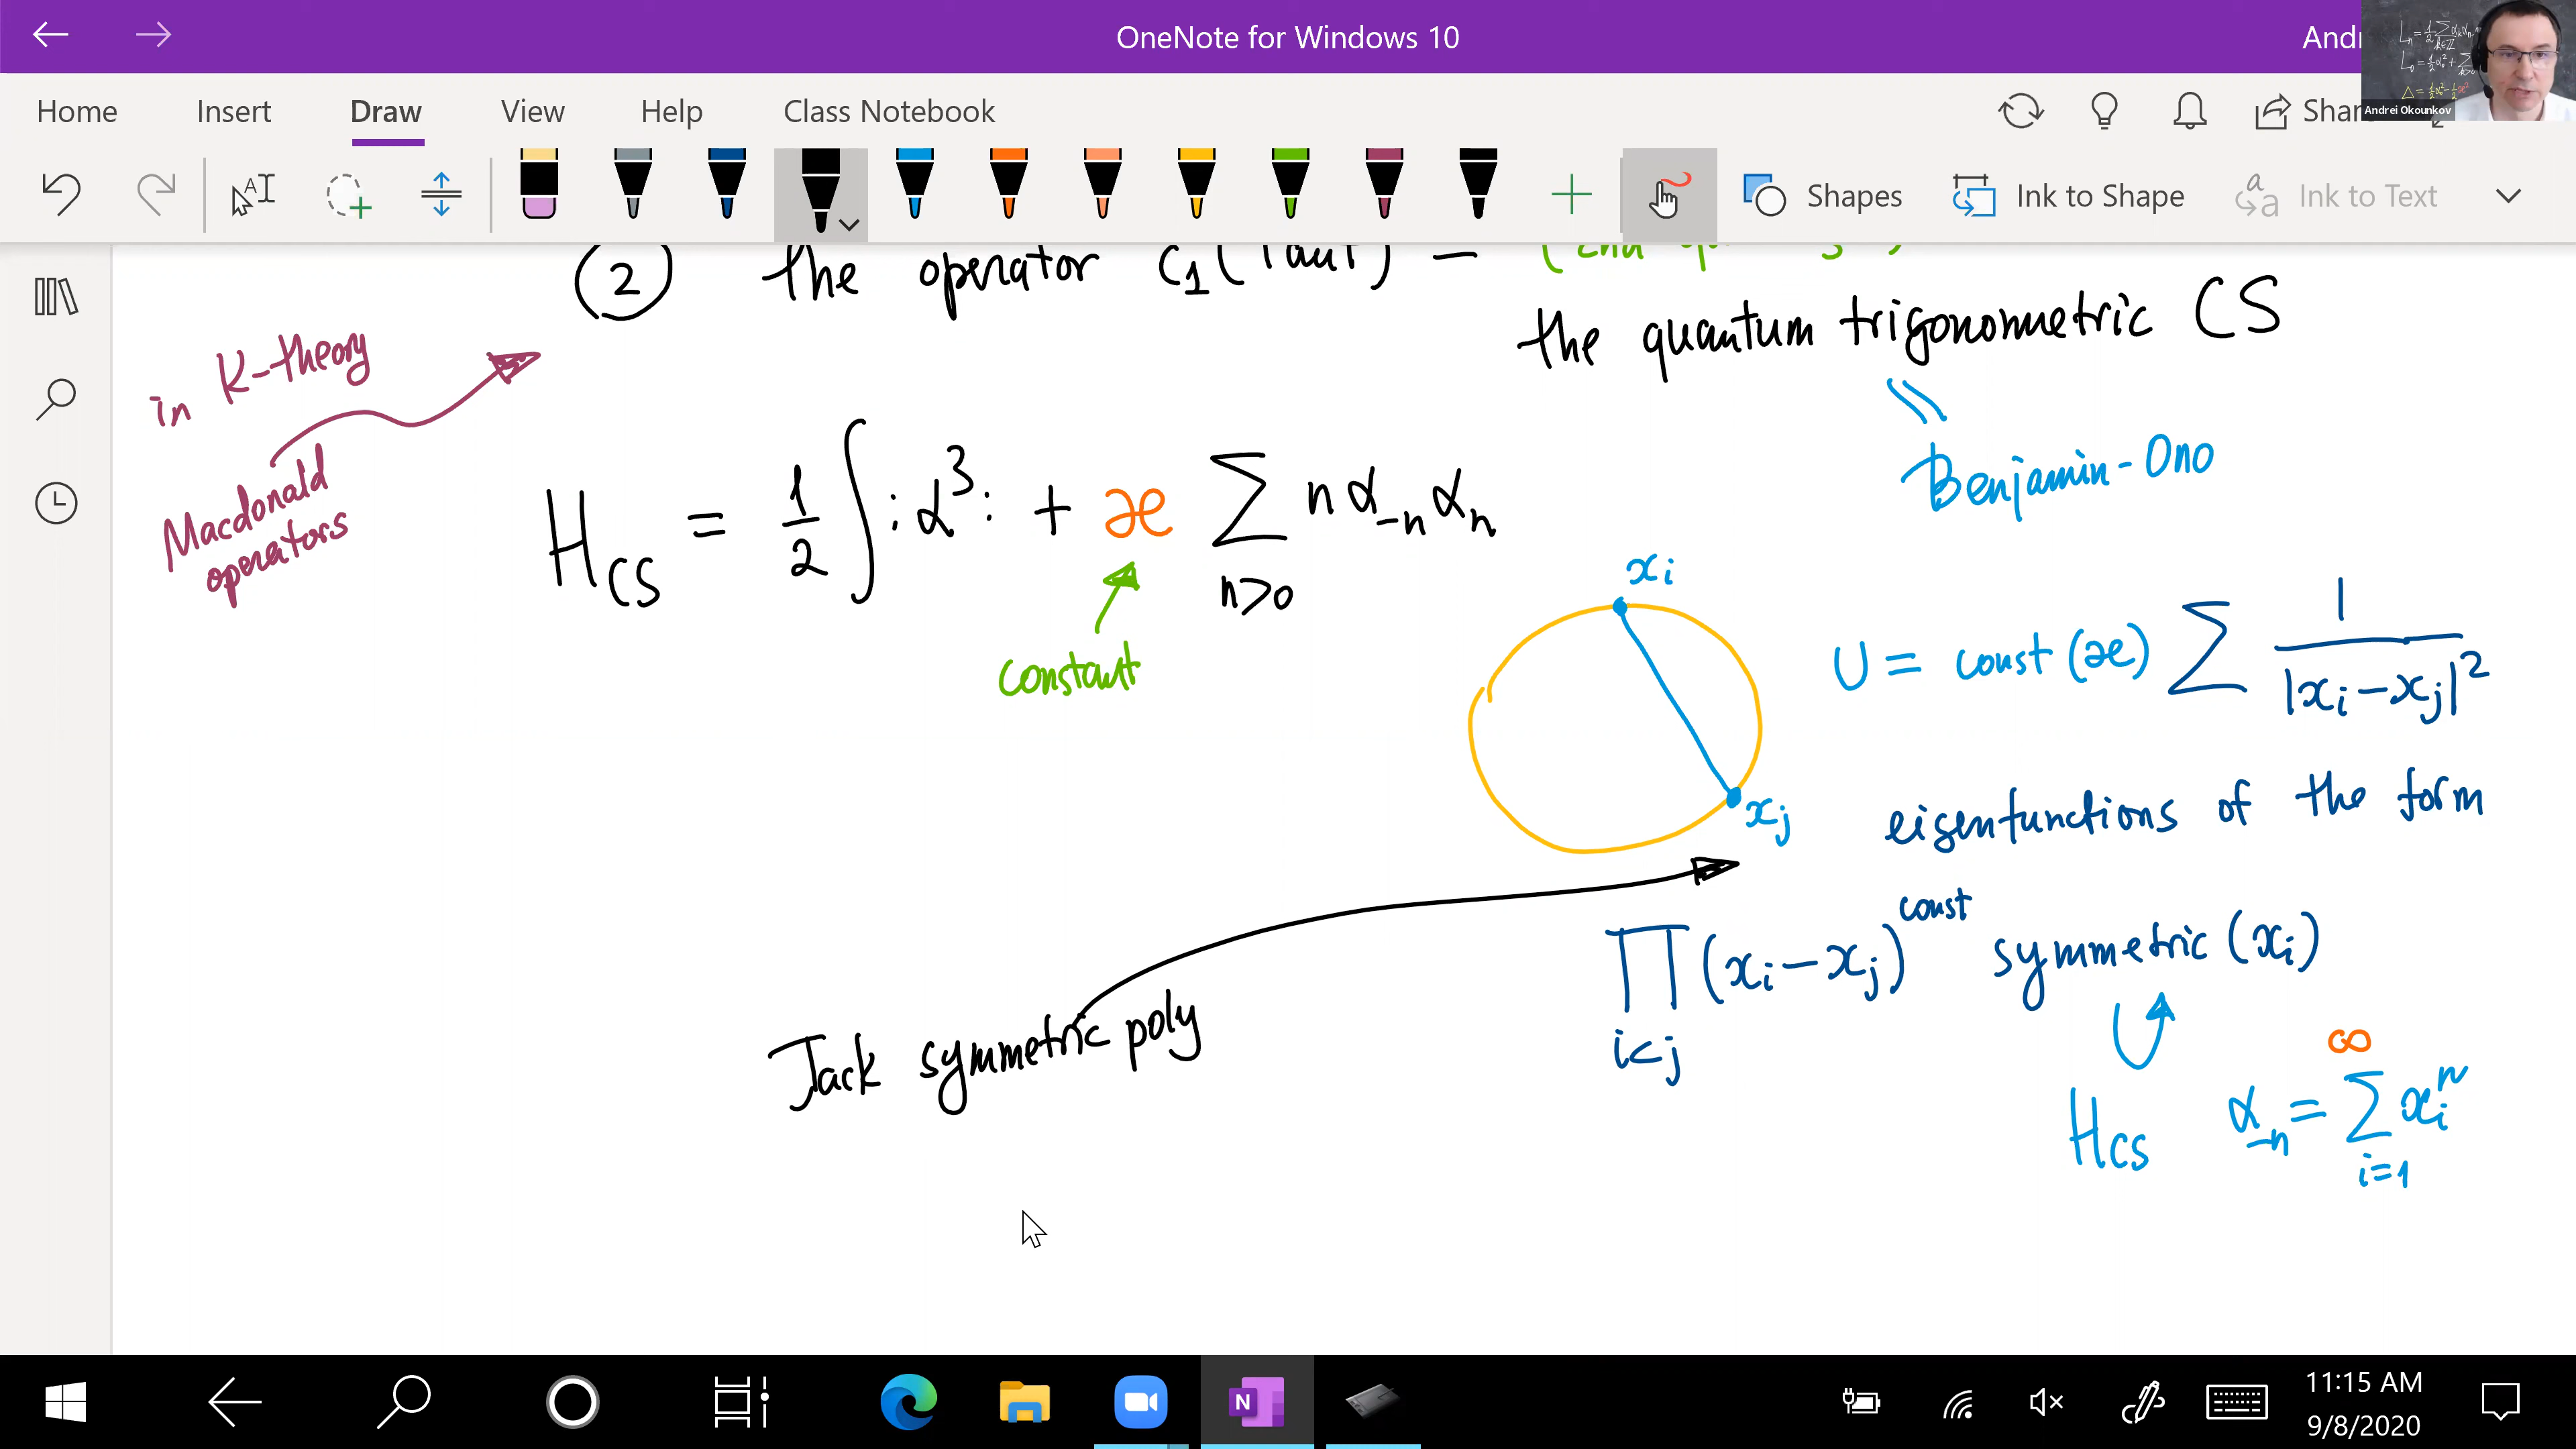 OneNote for Windows 10
Andrei Okounkov
Home Insert Draw View Help Class Notebook
Shapes Ink to Shape Ink to Text
② the operator c₁(Taut) —
the quantum trigonometric CS
in K-theory
Macdonald operators
Benjamin-Ono
H_CS = 1/2 ∫ :α³: + æ Σ_{n>0} n α_{-n} α_n
constant
x_i
x_j
U = const (æ) Σ 1/|x_i - x_j|²
eigenfunctions of the form
∏_{i<j} (x_i - x_j)^{const} symmetric (x_i)
Jack symmetric poly
H_CS α_{-n} = Σ_{i=1}^{∞} x_i^n
11:15 AM
9/8/2020